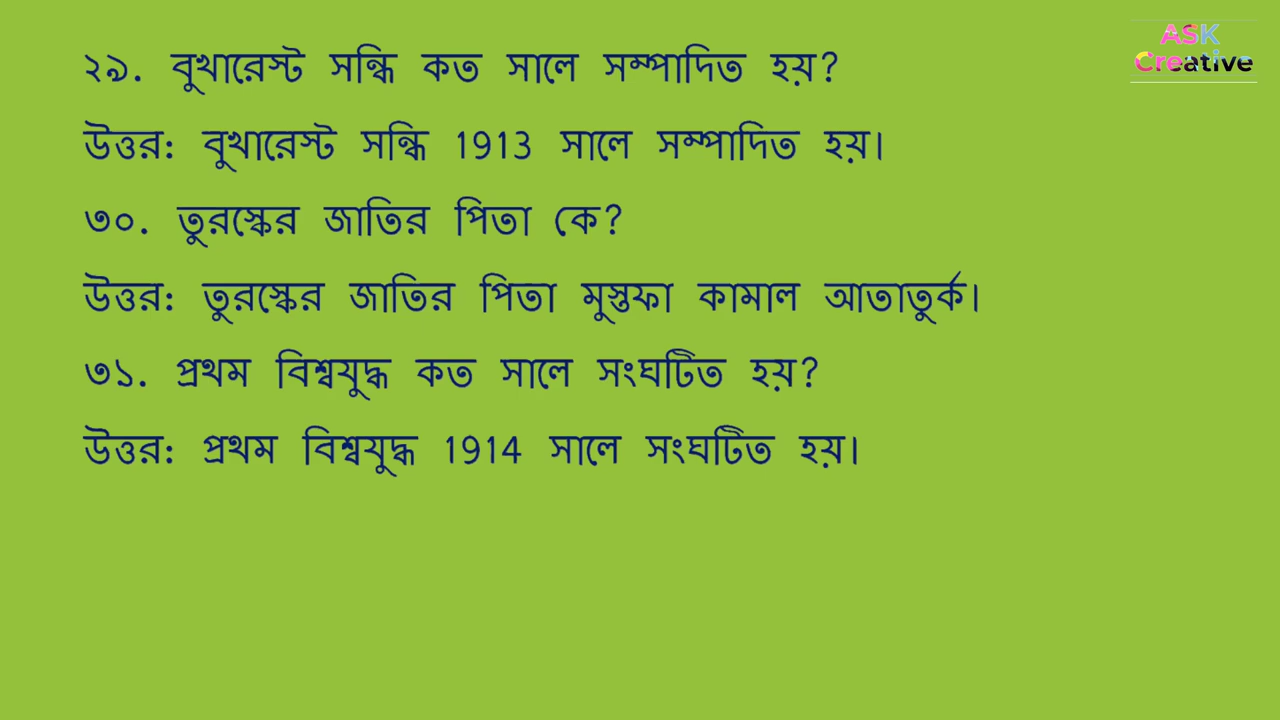 ASK
Creative
২৯. বুখারেস্ট সন্ধি কত সালে সম্পাদিত হয়?
উত্তর: বুখারেস্ট সন্ধি 1913 সালে সম্পাদিত হয়।
৩০. তুরস্কের জাতির পিতা কে?
উত্তর: তুরস্কের জাতির পিতা মুস্তফা কামাল আতাতুর্ক।
৩১. প্রথম বিশ্বযুদ্ধ কত সালে সংঘটিত হয়?
উত্তর: প্রথম বিশ্বযুদ্ধ 1914 সালে সংঘটিত হয়।